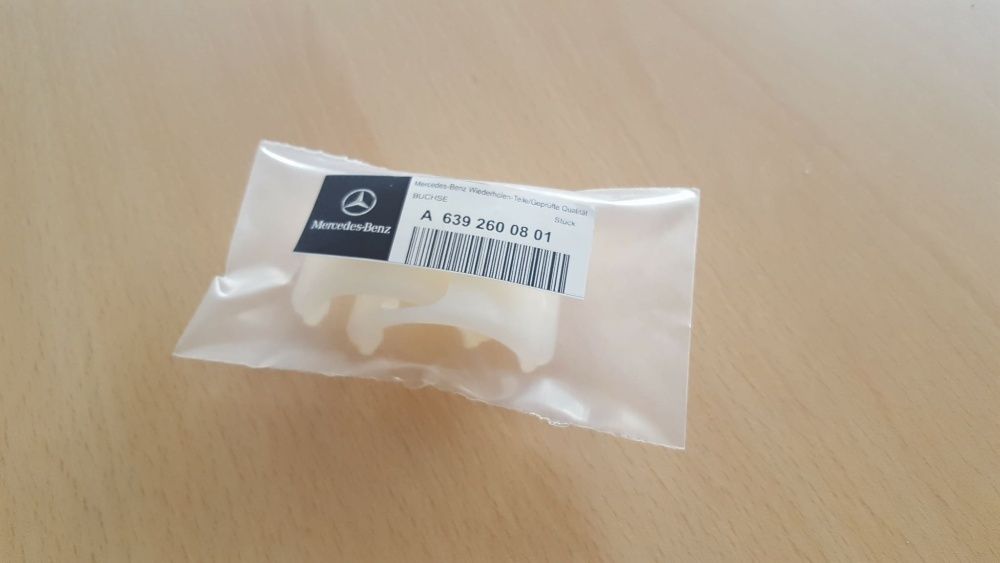 Mercedes-Benz
Mercedes-Benz Wiederholen-Teile/Geprüfte Qualität
BUCHSE
Stück
A 639 260 08 01